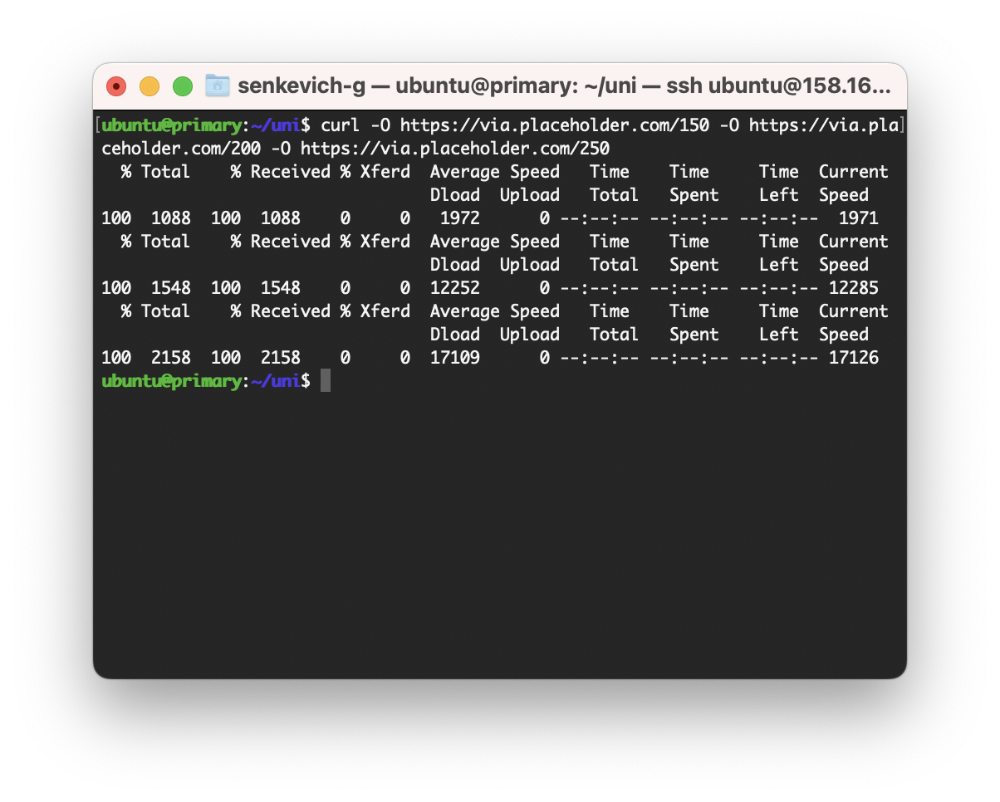 senkevich-g — ubuntu@primary: ~/uni — ssh ubuntu@158.16...
[ubuntu@primary:~/uni$ curl -O https://via.placeholder.com/150 -O https://via.pla]
ceholder.com/200 -O https://via.placeholder.com/250
  % Total    % Received % Xferd  Average Speed   Time    Time     Time  Current
                                 Dload  Upload   Total   Spent    Left  Speed
100  1088  100  1088    0     0   1972      0 --:--:-- --:--:-- --:--:--  1971
  % Total    % Received % Xferd  Average Speed   Time    Time     Time  Current
                                 Dload  Upload   Total   Spent    Left  Speed
100  1548  100  1548    0     0  12252      0 --:--:-- --:--:-- --:--:-- 12285
  % Total    % Received % Xferd  Average Speed   Time    Time     Time  Current
                                 Dload  Upload   Total   Spent    Left  Speed
100  2158  100  2158    0     0  17109      0 --:--:-- --:--:-- --:--:-- 17126
ubuntu@primary:~/uni$